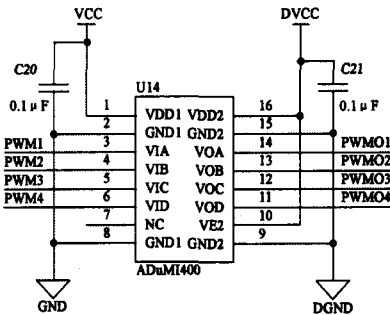 VCC
DVCC
C20
0.1μF
U14
C21
0.1μF
1 VDD1 VDD2 16
2 GND1 GND2 15
PWM1 3 VIA VOA 14 PWMO1
PWM2 4 VIB VOB 13 PWMO2
PWM3 5 VIC VOC 12 PWMO3
PWM4 6 VID VOD 11 PWMO4
7 NC VE2 10
8 GND1 GND2 9
ADuMI400
GND
DGND